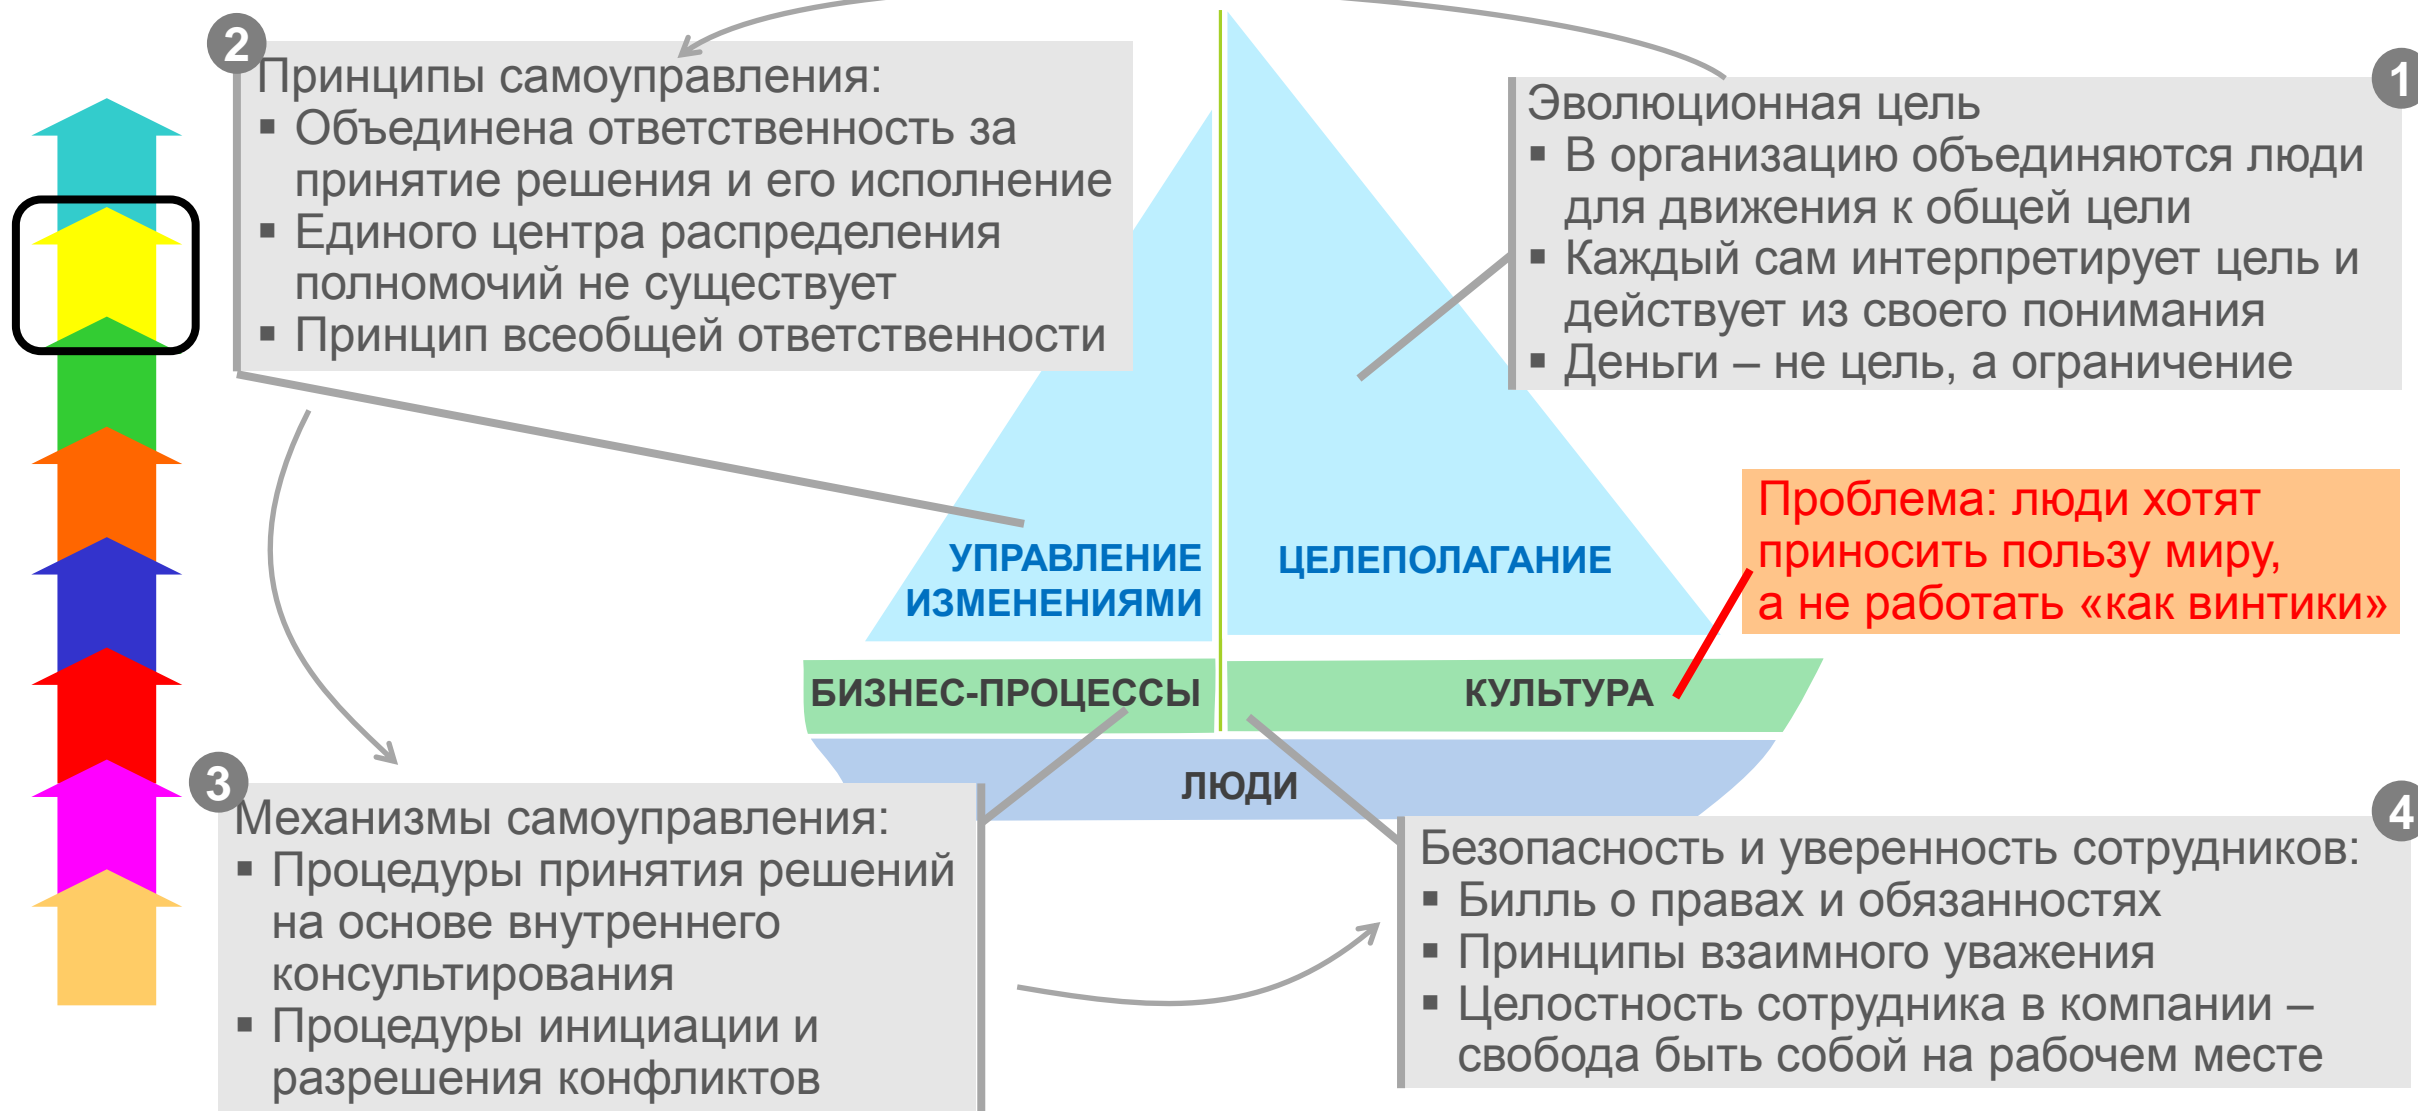 2
Принципы самоуправления:
▪ Объединена ответственность за
принятие решения и его исполнение
▪ Единого центра распределения
полномочий не существует
▪ Принцип всеобщей ответственности
1
Эволюционная цель
▪ В организацию объединяются люди
для движения к общей цели
▪ Каждый сам интерпретирует цель и
действует из своего понимания
▪ Деньги – не цель, а ограничение
Проблема: люди хотят
приносить пользу миру,
а не работать «как винтики»
УПРАВЛЕНИЕ
ИЗМЕНЕНИЯМИ
ЦЕЛЕПОЛАГАНИЕ
БИЗНЕС-ПРОЦЕССЫ
КУЛЬТУРА
ЛЮДИ
3
Механизмы самоуправления:
▪ Процедуры принятия решений
на основе внутреннего
консультирования
▪ Процедуры инициации и
разрешения конфликтов
4
Безопасность и уверенность сотрудников:
▪ Билль о правах и обязанностях
▪ Принципы взаимного уважения
▪ Целостность сотрудника в компании –
свобода быть собой на рабочем месте